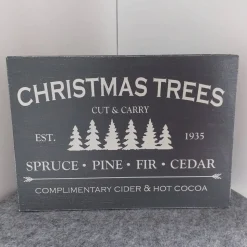 CHRISTMAS TREES
CUT & CARRY
EST. 1935
SPRUCE • PINE • FIR • CEDAR
COMPLIMENTARY CIDER & HOT COCOA